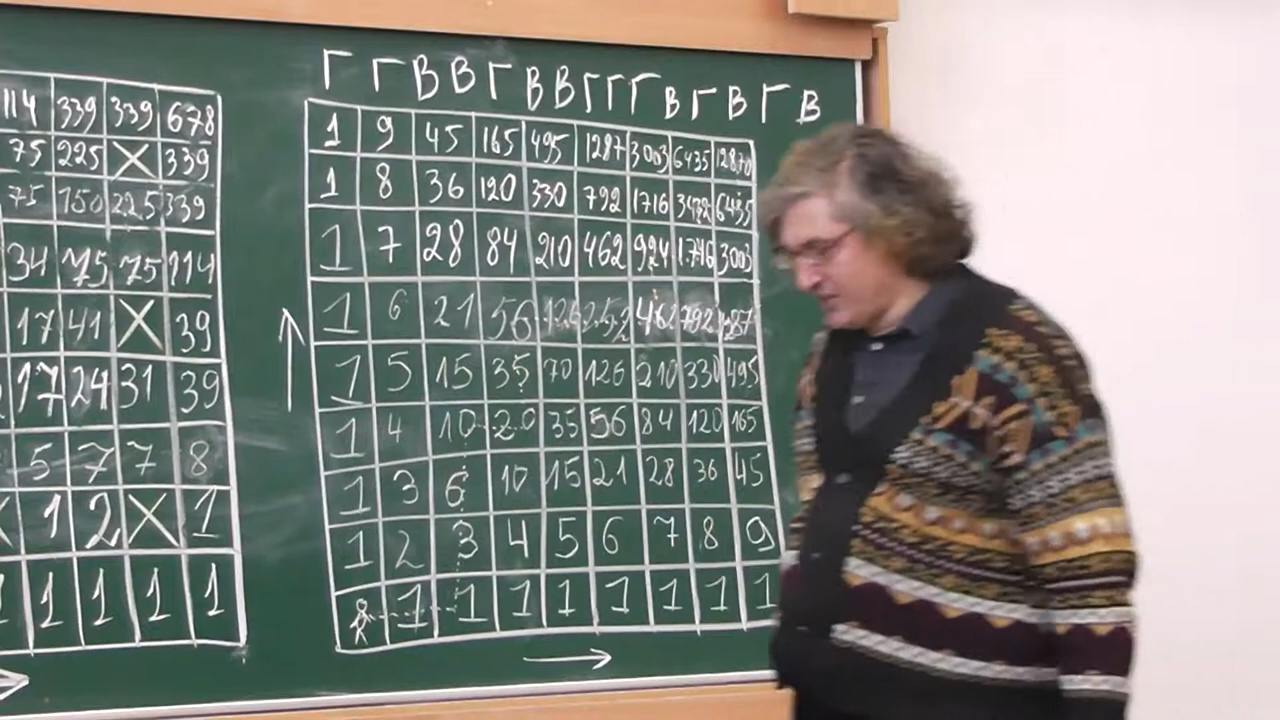 Г Г В В Г В В Г Г Г В Г В Г В
114 339 339 678
75 225 X 339
75 150 225 339
34 75 75 114
17 41 X 39
17 24 31 39
5 7 7 8
1 2 X 1
1 1 1 1
1 9 45 165 495 1287 3003 6435 12870
1 8 36 120 330 792 1716 3432 6435
1 7 28 84 210 462 924 1716 3003
1 6 21 56 126 252 462 792 1287
1 5 15 35 70 126 210 330 495
1 4 10 20 35 56 84 120 165
1 3 6 10 15 21 28 36 45
1 2 3 4 5 6 7 8 9
1 1 1 1 1 1 1 1